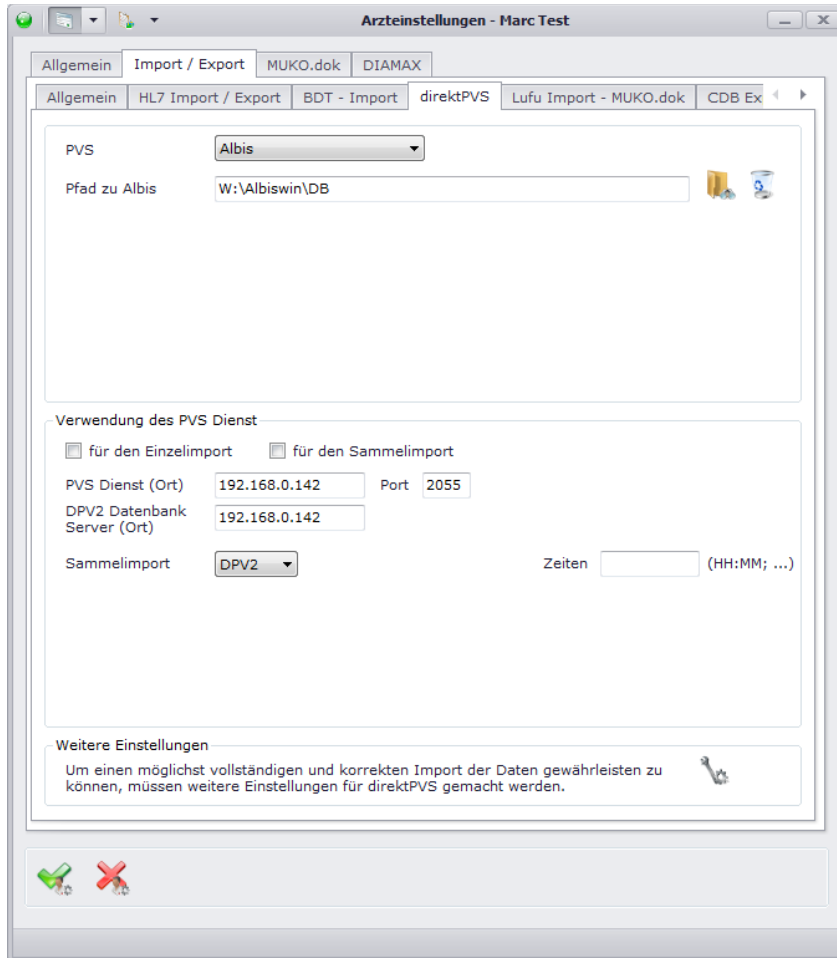 Arzteinstellungen - Marc Test
Allgemein Import / Export MUKO.dok DIAMAX
Allgemein HL7 Import / Export BDT - Import direktPVS Lufu Import - MUKO.dok CDB Ex
PVS Albis
Pfad zu Albis W:\Albiswin\DB
Verwendung des PVS Dienst
für den Einzelimport für den Sammelimport
PVS Dienst (Ort) 192.168.0.142 Port 2055
DPV2 Datenbank
Server (Ort) 192.168.0.142
Sammelimport DPV2 Zeiten (HH:MM; ...)
Weitere Einstellungen
Um einen möglichst vollständigen und korrekten Import der Daten gewährleisten zu
können, müssen weitere Einstellungen für direktPVS gemacht werden.